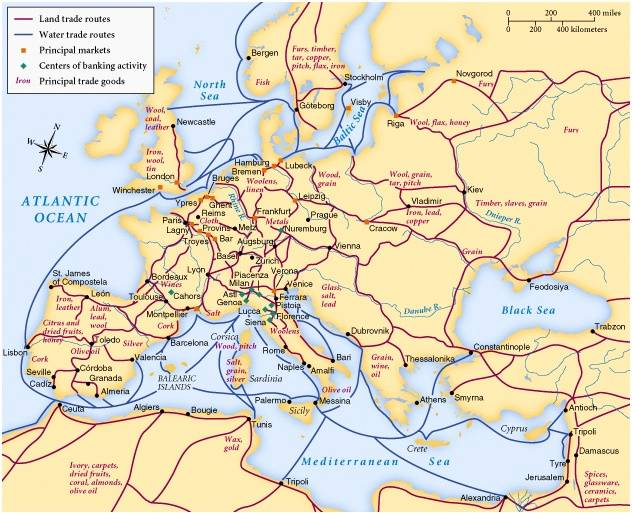 Land trade routes
Water trade routes
Principal markets
Centers of banking activity
Iron Principal trade goods
0 200 400 miles
0 200 400 kilometers
N
W
E
S
Bergen
North
Sea
Fish
Furs, timber,
tar, copper,
pitch, flax, iron
Stockholm
Göteborg
Visby
Baltic Sea
Novgorod
Furs
Riga
Wool, flax, honey
Furs
Wool,
coal,
leather
Newcastle
Iron,
wool,
tin
London
Winchester
Hamburg
Bremen
Lubeck
Bruges
Woolens,
linen
Wool,
grain
Wool, grain,
tar, pitch
Ypres
Ghent
Rhine R.
Leipzig
Vladimir
Kiev
Timber, slaves, grain
Dnieper R.
ATLANTIC
OCEAN
Reims
Cloth
Frankfurt
Metals
Prague
Iron, lead,
copper
Cracow
Paris
Lagny
Provins
Metz
Nuremburg
Troyes
Bar
Augsburg
Vienna
Grain
Basel
Zurich
Feodosiya
Lyon
Piacenza
Verona
Milan
Vênice
Asti
Genoa
Ferrara
Pistoia
Lucca
Florence
Siena
Woolens
Glass,
salt,
lead
Danube R.
Black Sea
Trabzon
St. James
of Compostela
León
Bordeaux
Wines
Toulouse
Cahors
Montpellier
Salt
Cork
Iron,
leather
Alum,
lead,
wool
Citrus and
dried fruits,
honey
Toledo
Silver
Barcelona
Lisbon
Cork
Olive oil
Valencia
Corsica
Wood, pitch
Rome
Dubrovnik
Constantinople
Bari
Grain,
wine,
oil
Thessalonika
Córdoba
Seville
Granada
Cadíz
Almeria
BALEARIC
ISLANDS
Salt,
grain,
silver
Sardinia
Naples
Amalfi
Olive oil
Athens
Smyrna
Ceuta
Algiers
Bougie
Palermo
Sicily
Messina
Tunis
Wax,
gold
Crete
Cyprus
Antioch
Tripoli
Damascus
Tyre
Jerusalem
Mediterranean Sea
Ivory, carpets,
dried fruits,
coral, almonds,
olive oil
Tripoli
Alexandria
Spices,
glassware,
ceramics,
carpets